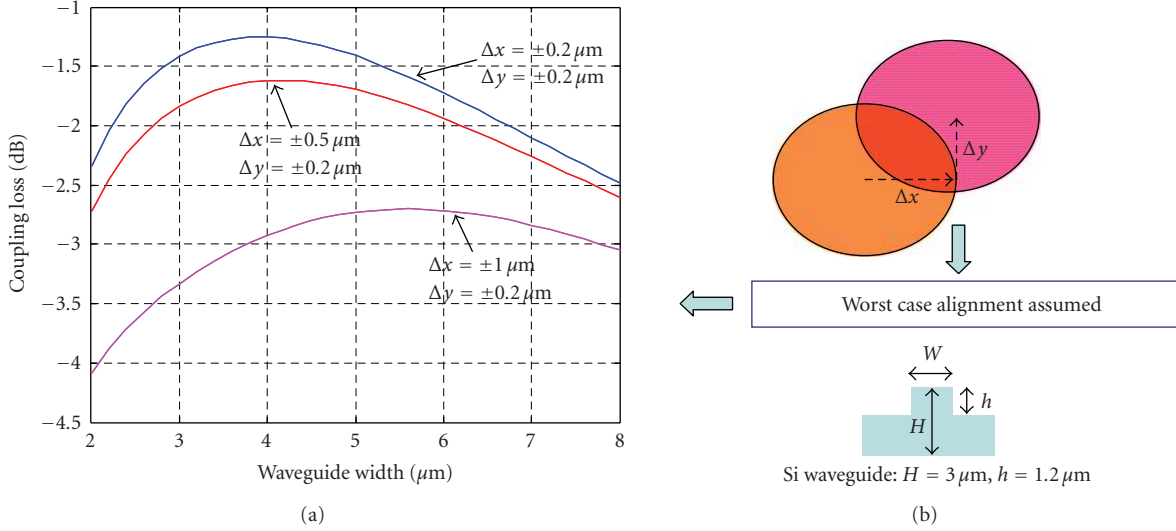 −1
−1.5
−2
−2.5
−3
−3.5
−4
−4.5
Coupling loss (dB)
2
3
4
5
6
7
8
Waveguide width (μm)
Δx = ±0.2 μm
Δy = ±0.2 μm
Δx = ±0.5 μm
Δy = ±0.2 μm
Δx = ±1 μm
Δy = ±0.2 μm
(a)
Δy
Δx
Worst case alignment assumed
W
h
H
Si waveguide: H = 3 μm, h = 1.2 μm
(b)